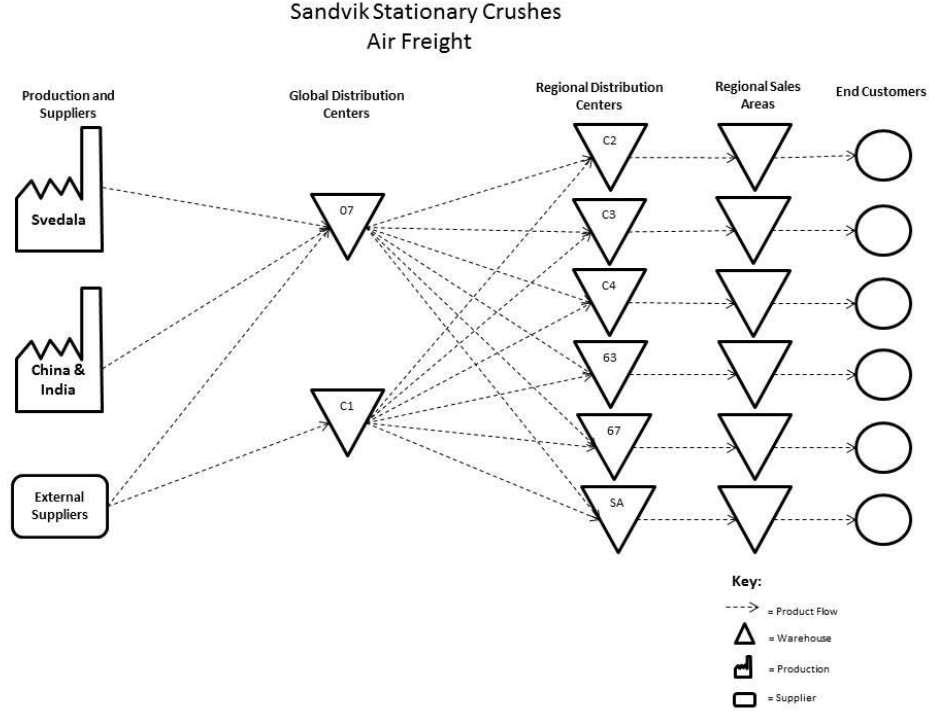 Sandvik Stationary Crushes
Air Freight
Production and
Suppliers
Global Distribution
Centers
Regional Distribution
Centers
Regional Sales
Areas
End Customers
Svedala
China &
India
External
Suppliers
07
C1
C2
C3
C4
63
67
SA
Key:
= Product Flow
= Warehouse
= Production
= Supplier